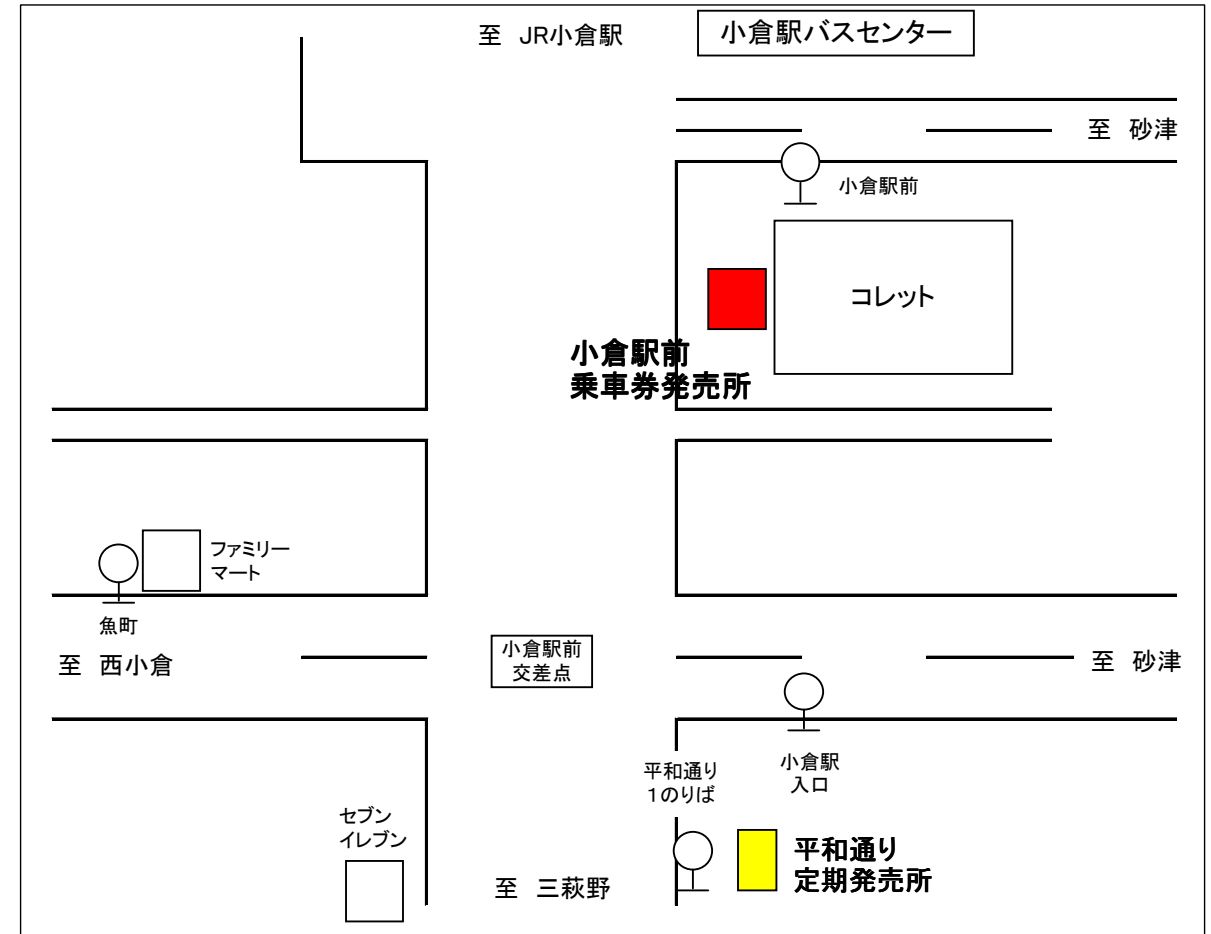 至 JR小倉駅
小倉駅バスセンター
至 砂津
小倉駅前
コレット
小倉駅前
乗車券発売所
ファミリー
マート
魚町
至 西小倉
小倉駅前
交差点
至 砂津
小倉駅
入口
平和通り
1のりば
セブン
イレブン
平和通り
定期発売所
至 三萩野